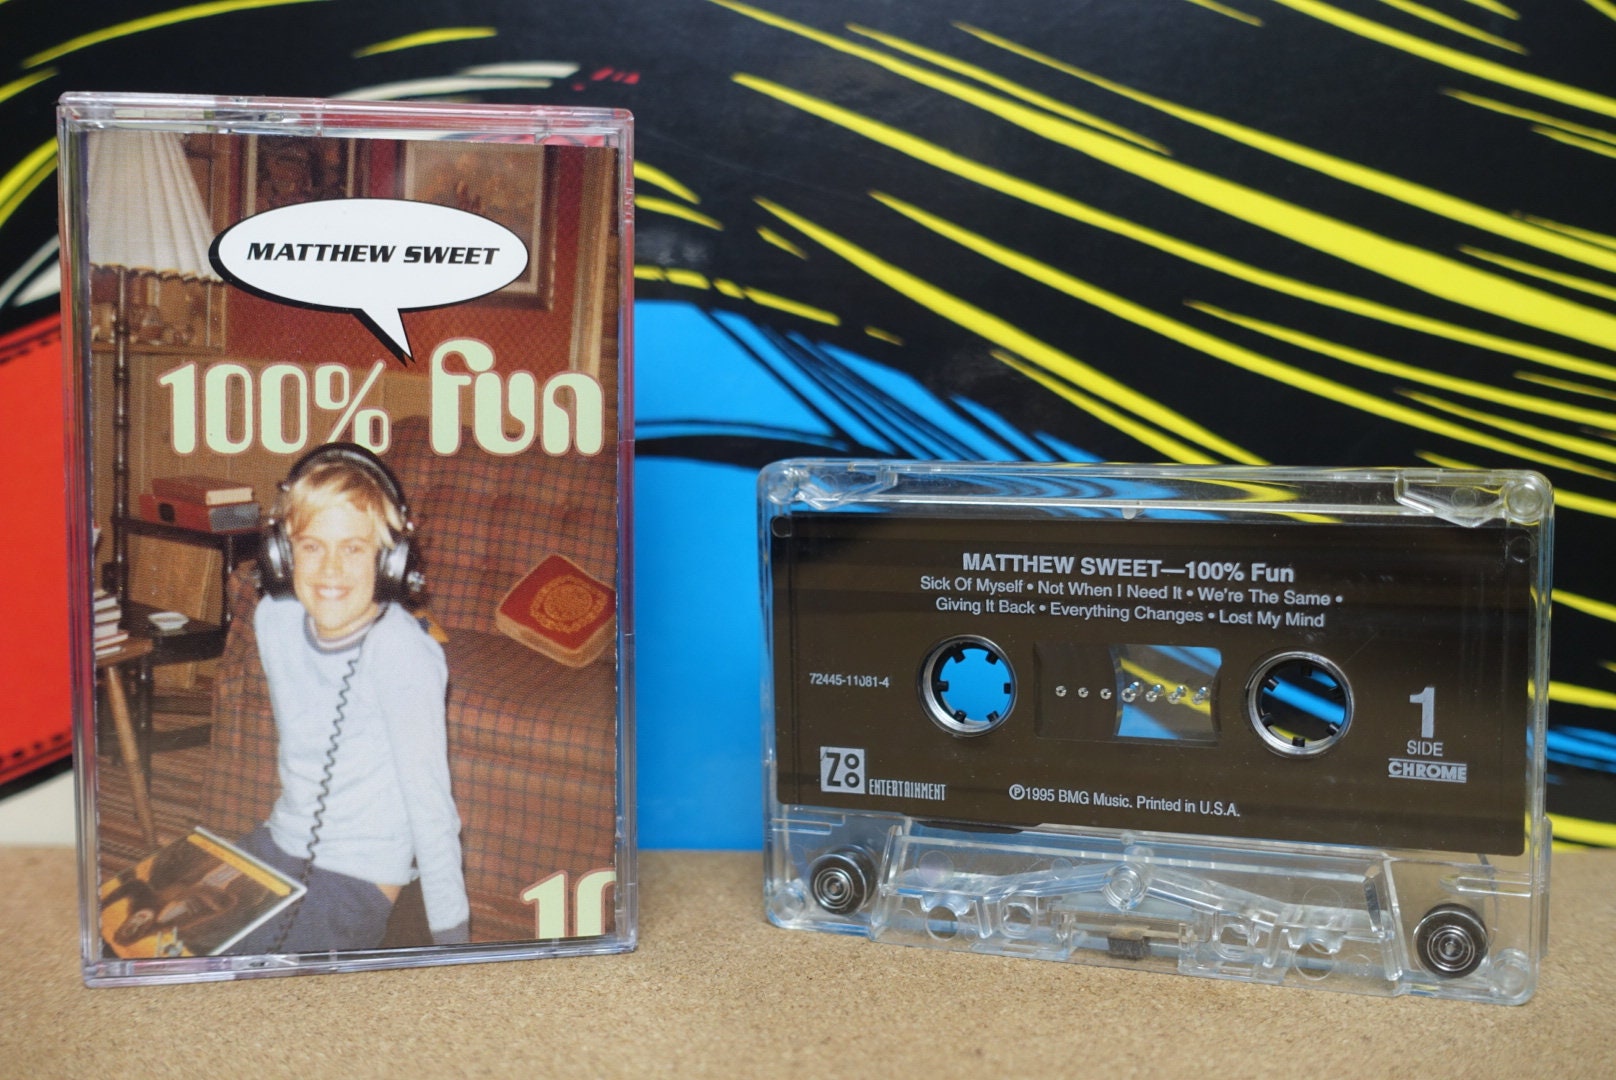 MATTHEW SWEET
100% fun
10
MATTHEW SWEET—100% Fun
Sick Of Myself • Not When I Need It • We're The Same •
Giving It Back • Everything Changes • Lost My Mind
72445-11081-4
1
SIDE
CHROME
Zoo ENTERTAINMENT
℗1995 BMG Music. Printed in U.S.A.